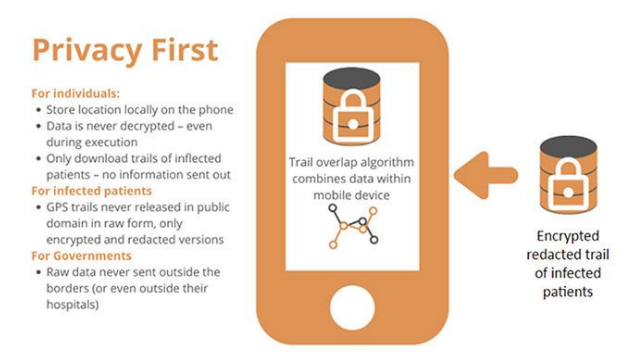 Privacy First
For individuals:
• Store location locally on the phone
• Data is never decrypted – even
during execution
• Only download trails of inflected
patients – no information sent out
For infected patients
• GPS trails never released in public
domain in raw form, only
encrypted and redacted versions
For Governments
• Raw data never sent outside the
borders (or even outside their
hospitals)
Trail overlap algorithm
combines data within
mobile device
Encrypted
redacted trail
of infected
patients